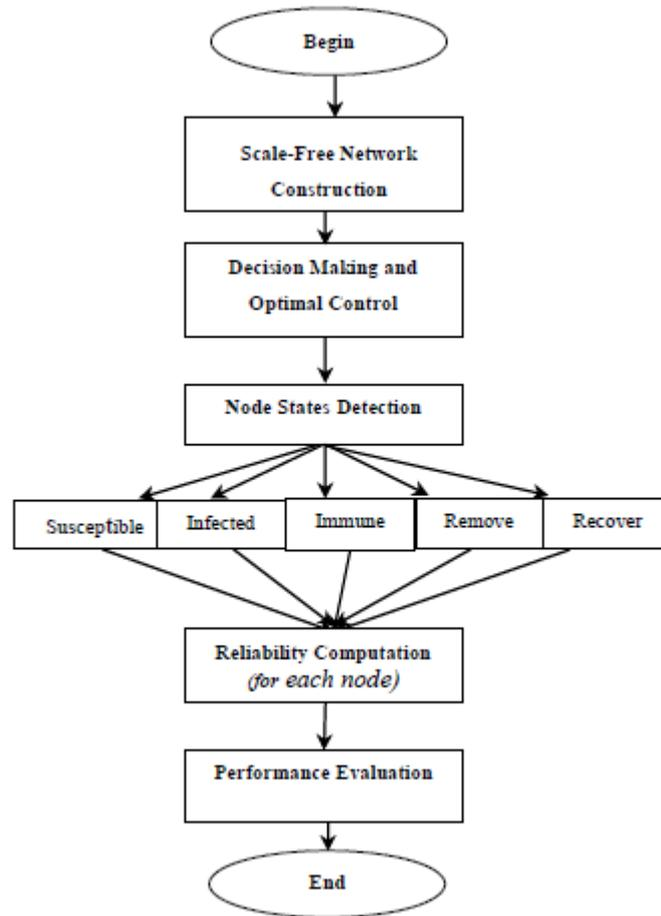 Begin
Scale-Free Network
Construction
Decision Making and
Optimal Control
Node States Detection
Susceptible
Infected
Immune
Remove
Recover
Reliability Computation
(for each node)
Performance Evaluation
End